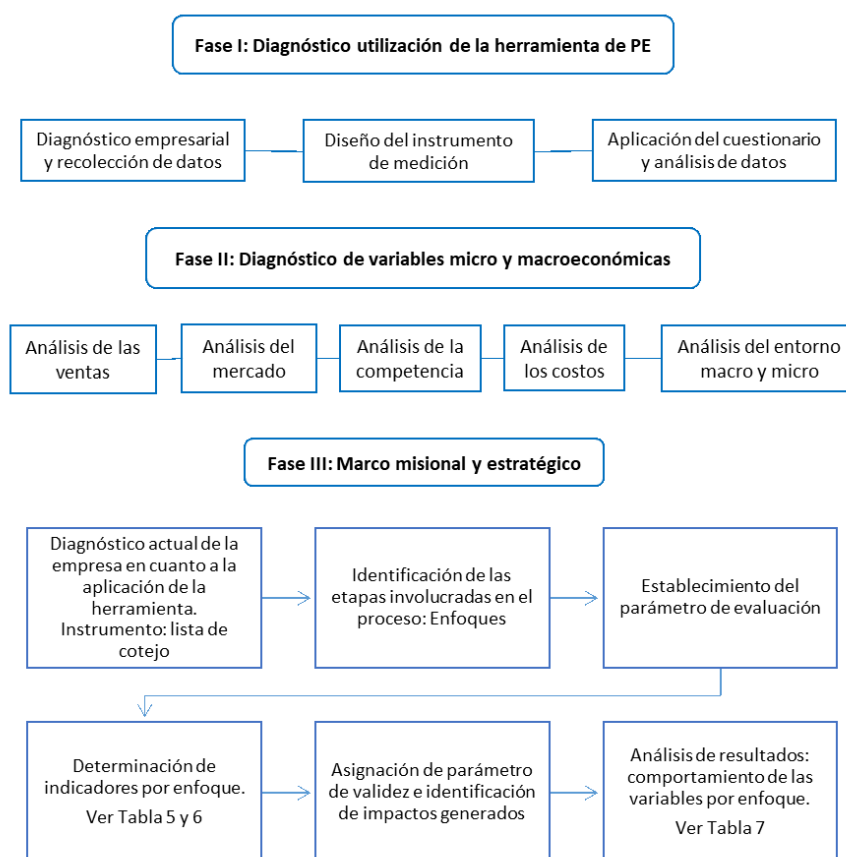 Fase I: Diagnóstico utilización de la herramienta de PE
Diagnóstico empresarial
y recolección de datos
Diseño del instrumento
de medición
Aplicación del cuestionario
y análisis de datos
Fase II: Diagnóstico de variables micro y macroeconómicas
Análisis de las
ventas
Análisis del
mercado
Análisis de la
competencia
Análisis de
los costos
Análisis del entorno
macro y micro
Fase III: Marco misional y estratégico
Diagnóstico actual de la
empresa en cuanto a la
aplicación de la
herramienta.
Instrumento: lista de
cotejo
Identificación de las
etapas involucradas en el
proceso: Enfoques
Establecimiento del
parámetro de evaluación
Determinación de
indicadores por enfoque.
Ver Tabla 5 y 6
Asignación de parámetro
de validez e identificación
de impactos generados
Análisis de resultados:
comportamiento de las
variables por enfoque.
Ver Tabla 7